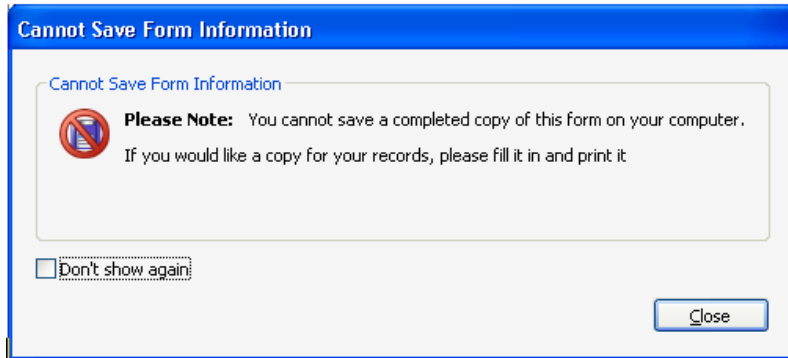 Cannot Save Form Information
Cannot Save Form Information
Please Note: You cannot save a completed copy of this form on your computer.
If you would like a copy for your records, please fill it in and print it
Don't show again
Close